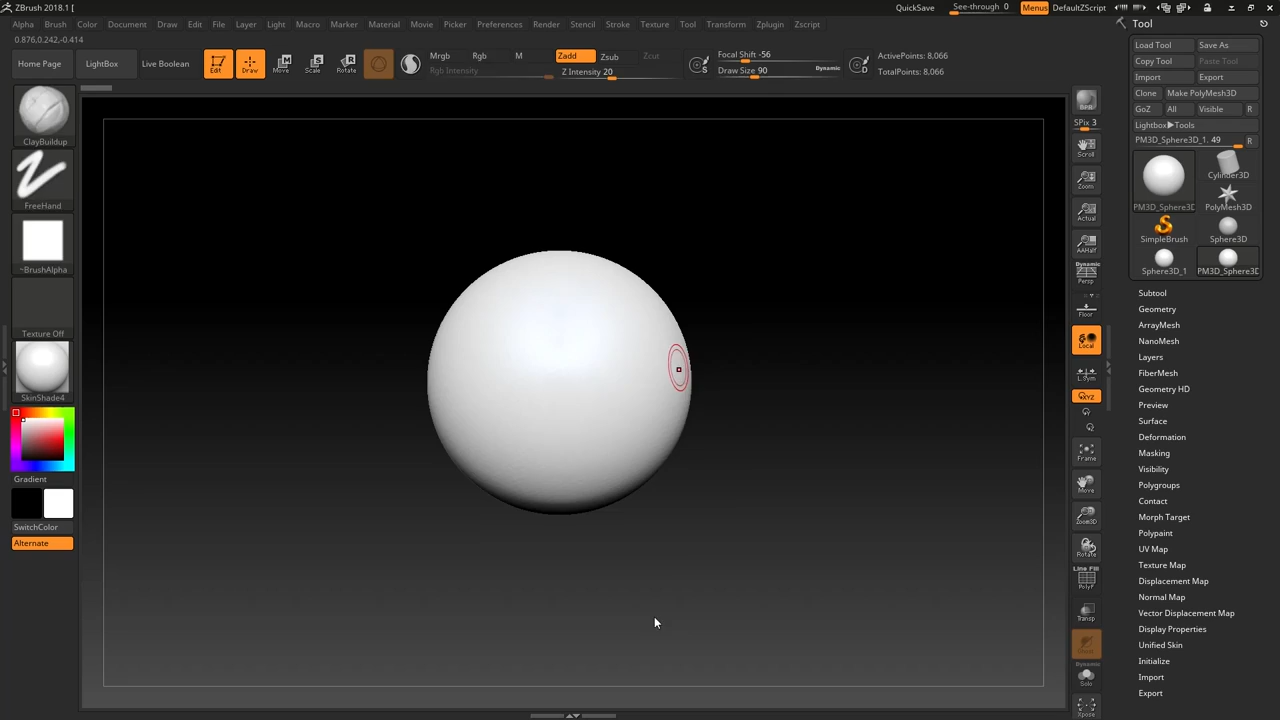 ZBrush 2018.1 [
QuickSave
See-through 0
Menus
DefaultZScript
Alpha Brush Color Document Draw Edit File Layer Light Macro Marker Material Movie Picker Preferences Render Stencil Stroke Texture Tool Transform Zplugin Zscript
0.876,0.242,-0.414
Home Page
LightBox
Live Boolean
Edit
Draw
Move
Scale
Rotate
Mrgb Rgb M
Rgb Intensity
Zadd Zsub Zcut
Z Intensity 20
S
Focal Shift -56
Draw Size 90
Dynamic
D
ActivePoints: 8,066
TotalPoints: 8,066
ClayBuildup
FreeHand
~BrushAlpha
Texture Off
SkinShade4
Gradient
SwitchColor
Alternate
BPR
SPix 3
Scroll
Zoom
Actual
AAHalf
Dynamic
Persp
Floor
Local
L.Sym
XYZ
Frame
Move
Zoom3D
Rotate
Line Fill
PolyF
Transp
Dynamic
Solo
Xpose
Tool
Load Tool
Save As
Copy Tool
Paste Tool
Import
Export
Clone
Make PolyMesh3D
GoZ
All
Visible
R
Lightbox▶Tools
PM3D_Sphere3D_1. 49
R
PM3D_Sphere3D
Cylinder3D
PolyMesh3D
SimpleBrush
Sphere3D
Sphere3D_1
PM3D_Sphere3D
Subtool
Geometry
ArrayMesh
NanoMesh
Layers
FiberMesh
Geometry HD
Preview
Surface
Deformation
Masking
Visibility
Polygroups
Contact
Morph Target
Polypaint
UV Map
Texture Map
Displacement Map
Normal Map
Vector Displacement Map
Display Properties
Unified Skin
Initialize
Import
Export